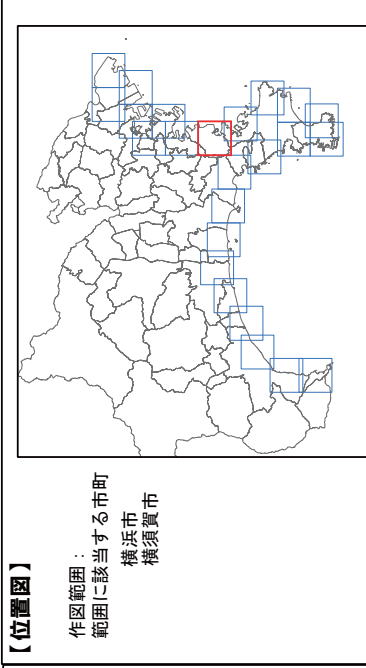 【位置図】
作図範囲：
範囲に該当する市町
横浜市
横須賀市